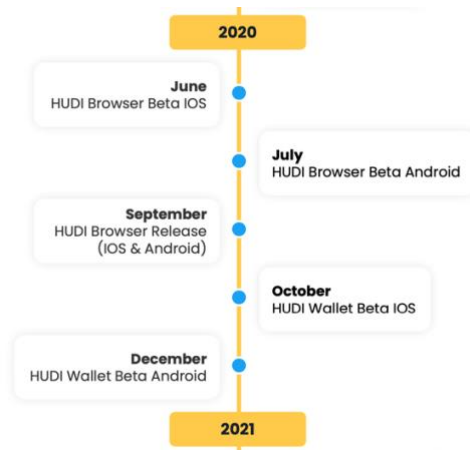 2020
June
HUDI Browser Beta IOS
July
HUDI Browser Beta Android
September
HUDI Browser Release
(IOS & Android)
October
HUDI Wallet Beta IOS
December
HUDI Wallet Beta Android
2021